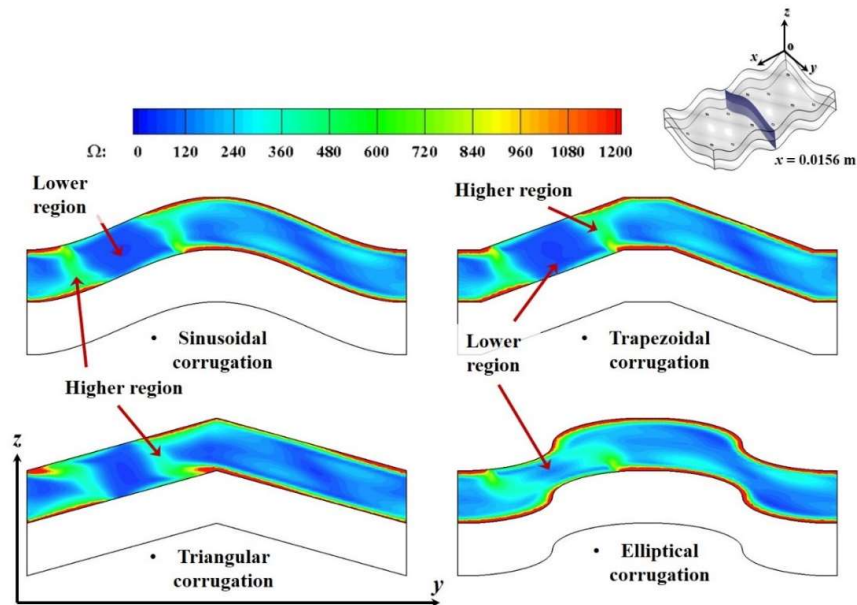 z
o
x
y
x = 0.0156 m
Ω: 0 120 240 360 480 600 720 840 960 1080 1200
Lower
region
Higher region
• Sinusoidal
corrugation
• Trapezoidal
corrugation
Lower
region
Higher region
z
• Triangular
corrugation
• Elliptical
corrugation
y